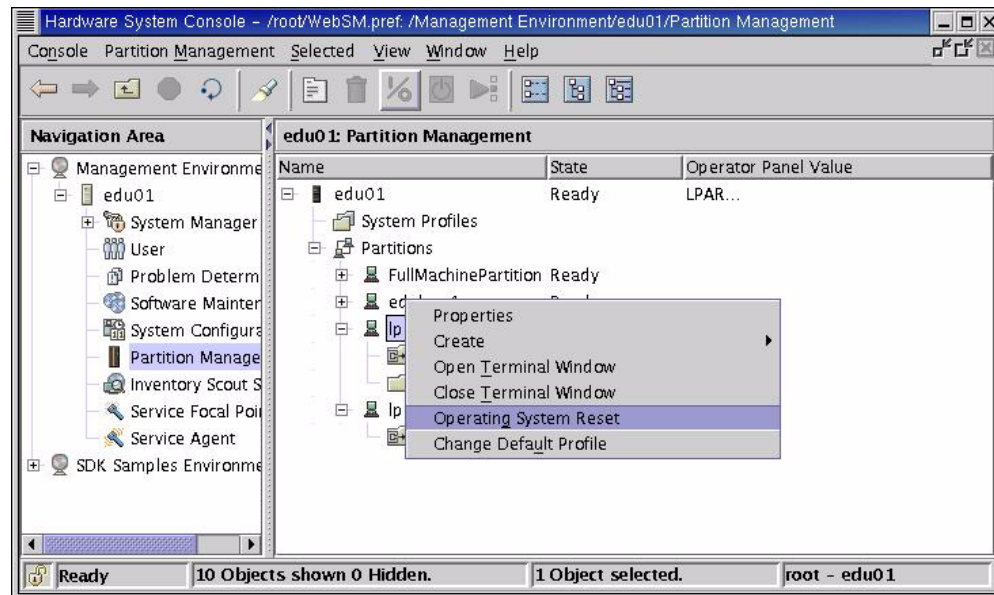 Hardware System Console – /root/WebSM.pref: /Management Environment/edu01/Partition Management
Console Partition Management Selected View Window Help
Navigation Area
edu01: Partition Management
Management Environme
edu01
System Manager
User
Problem Determ
Software Mainten
System Configura
Partition Manage
Inventory Scout S
Service Focal Poin
Service Agent
SDK Samples Environme
Name State Operator Panel Value
edu01 Ready LPAR...
System Profiles
Partitions
FullMachinePartition Ready
lp
lp
Properties
Create
Open Terminal Window
Close Terminal Window
Operating System Reset
Change Default Profile
Ready
10 Objects shown 0 Hidden.
1 Object selected.
root – edu01